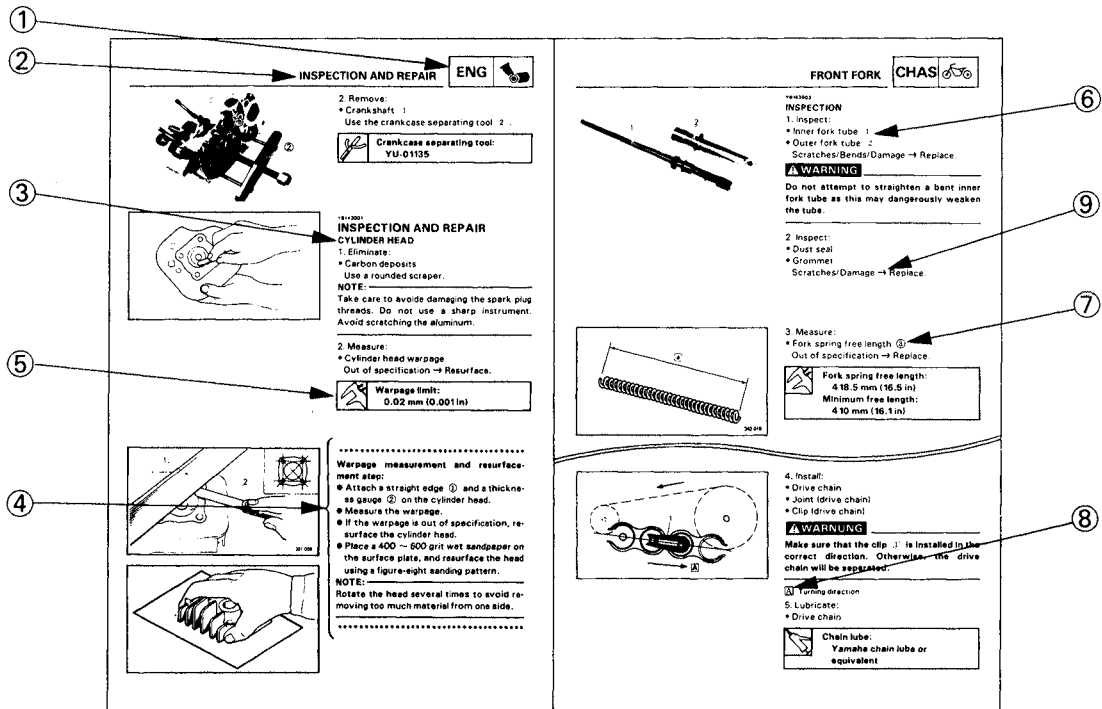 ①
②
INSPECTION AND REPAIR
ENG
2. Remove:
• Crankshaft 1
Use the crankcase separating tool 2 .
②
Crankcase separating tool:
YU-01135
③
INSPECTION AND REPAIR
CYLINDER HEAD
1. Eliminate:
• Carbon deposits
Use a rounded scraper.
NOTE:
Take care to avoide damaging the spark plug
threads. Do not use a sharp instrument.
Avoid scratching the aluminum.
2. Measure:
• Cylinder head warpage
Out of specification → Resurface.
⑤
Warpage limit:
0.02 mm (0.001 in)
④
1
2
Warpage measurement and resurface-
ment step:
● Attach a straight edge ① and a thickne-
ss gauge ② on the cylinder head.
● Measure the warpage.
● If the warpage is out of specification, re-
surface the cylinder head.
● Place a 400 ~ 600 grit wet sandpaper on
the surface plate, and resurface the head
using a figure-eight sanding pattern.
NOTE:
Rotate the head several times to avoid re-
moving too much material from one side.
FRONT FORK
CHAS
1
2
INSPECTION
1. Inspect:
• Inner fork tube 1
• Outer fork tube 2
Scratches/Bends/Damage → Replace.
⑥
WARNING
Do not attempt to straighten a bent inner
fork tube as this may dangerously weaken
the tube.
⑨
2 Inspect:
• Dust seal
• Grommet
Scratches/Damage → Replace.
⑦
3. Measure:
• Fork spring free length ⓐ
Out of specification → Replace.
ⓐ
Fork spring free length:
418.5 mm (16.5 in)
Minimum free length:
410 mm (16.1 in)
4. Install:
• Drive chain
• Joint (drive chain)
• Clip (drive chain)
⑧
WARNUNG
Make sure that the clip 1 is installed in the
correct direction. Otherwise, the drive
chain will be separated.
1
A
A Turning direction
5. Lubricate:
• Drive chain
Chain lube:
Yamaha chain lube or
equivalent